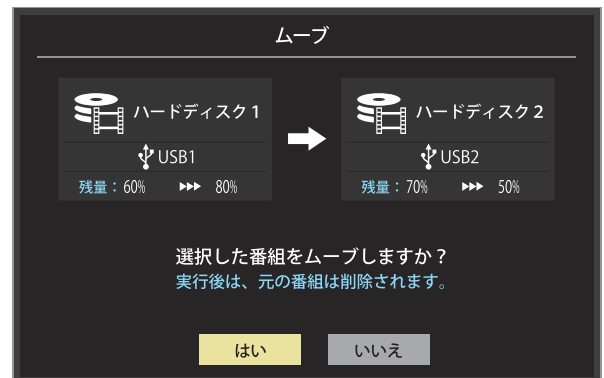 ムーブ
ハードディスク1
USB1
残量：60% ▸▸▸ 80%
ハードディスク2
USB2
残量：70% ▸▸▸ 50%
選択した番組をムーブしますか？
実行後は、元の番組は削除されます。
はい
いいえ